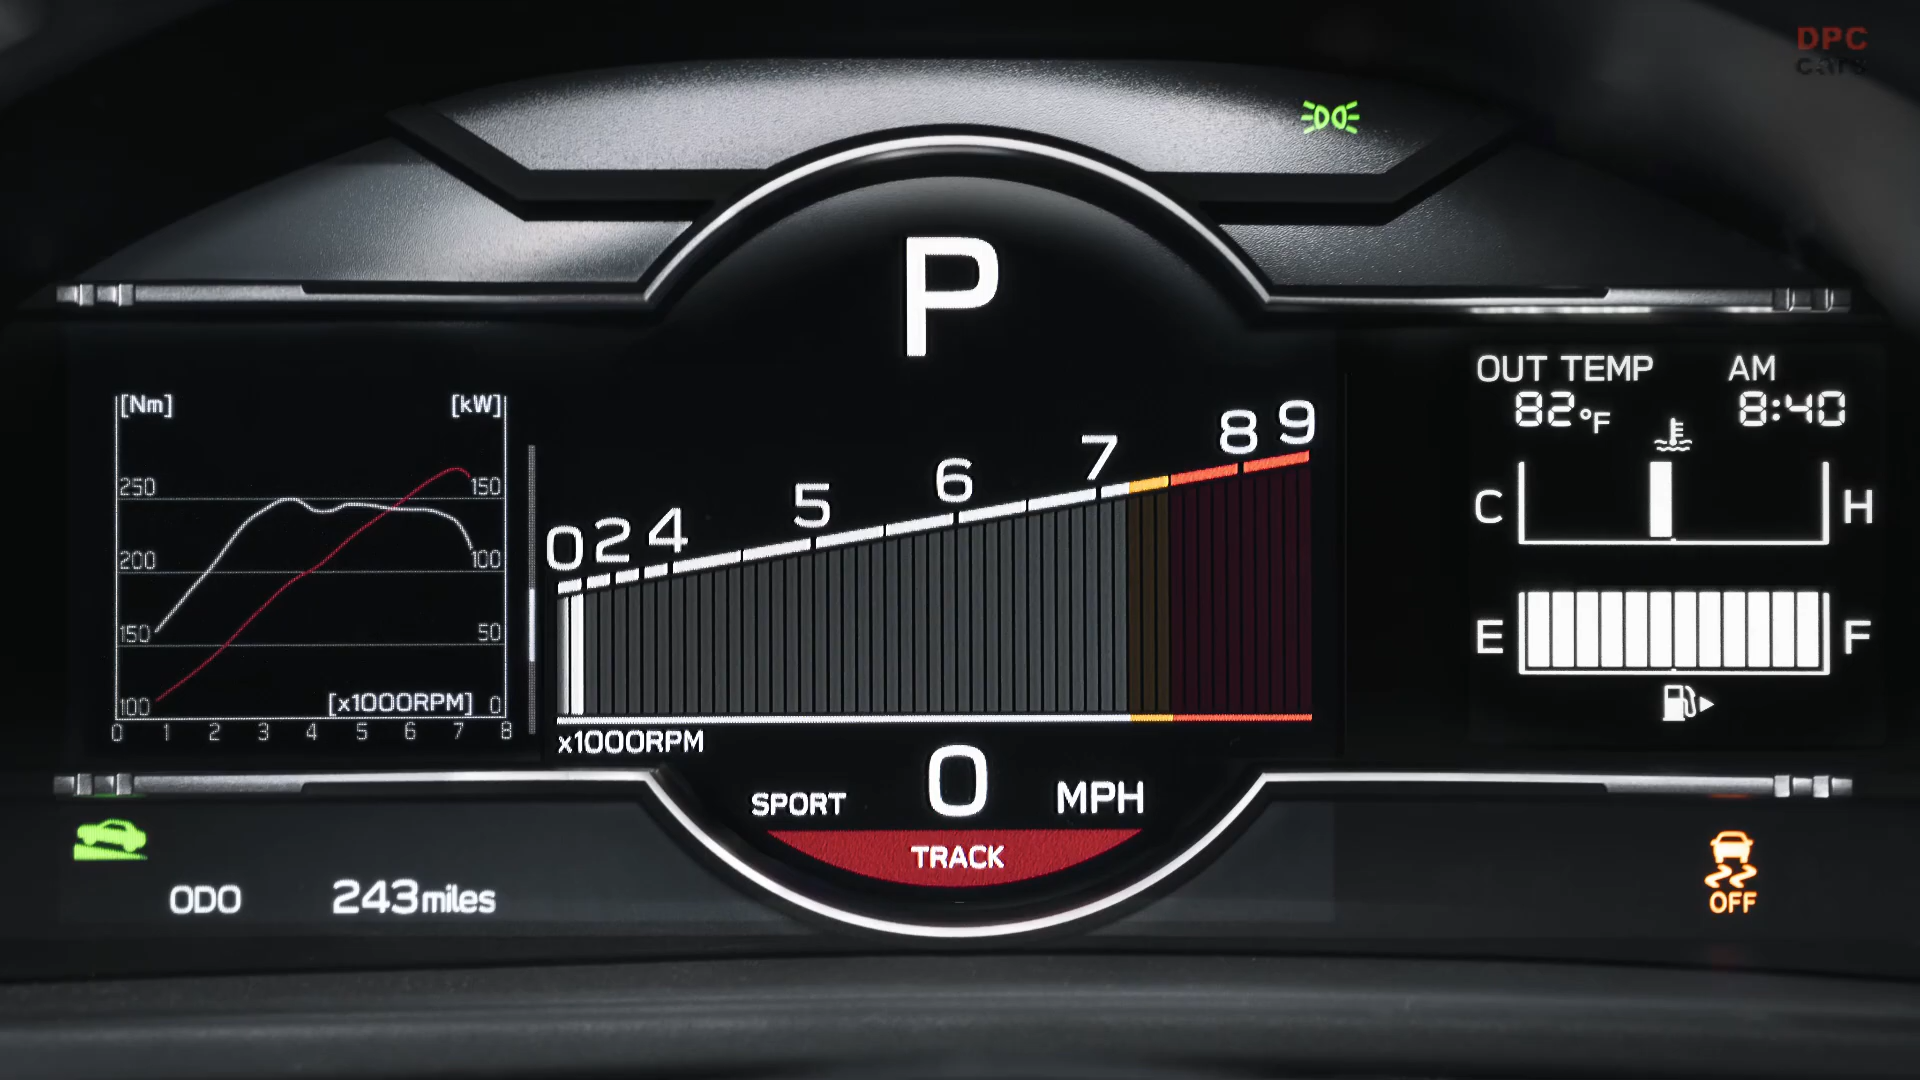 DPC
cars
P
[Nm] [kW]
250 150
200 100
150 50
100 [x1000RPM] 0
0 1 2 3 4 5 6 7 8
0 2 4 5 6 7 8 9
x1000RPM
OUT TEMP AM
82°F 8:40
C H
E F
0 MPH
SPORT
TRACK
ODO 243miles
OFF